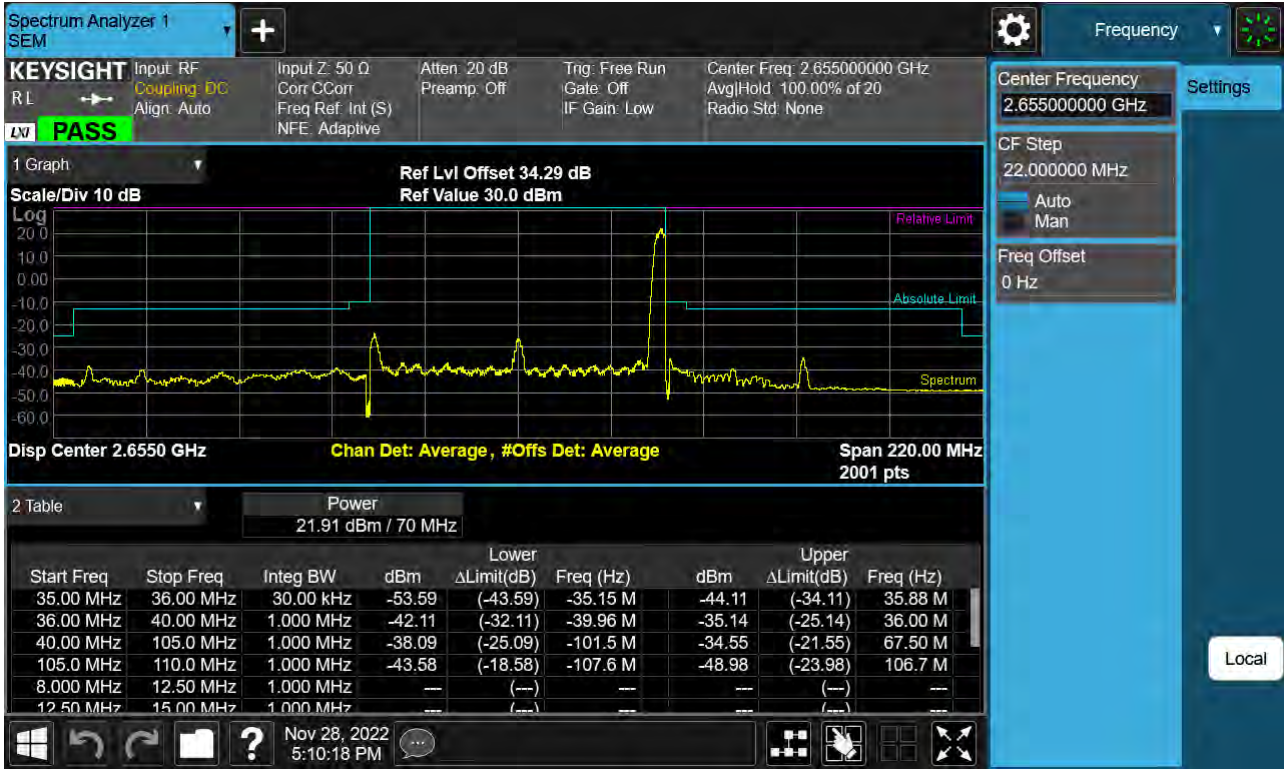 Spectrum Analyzer 1
SEM
+
Frequency
KEYSIGHT
R L
LXI
PASS
Input: RF
Coupling: DC
Align: Auto
Input Z: 50 Ω
Corr CCorr
Freq Ref: Int (S)
NFE: Adaptive
Atten: 20 dB
Preamp: Off
Trig: Free Run
Gate: Off
IF Gain: Low
Center Freq: 2.655000000 GHz
Avg|Hold: 100.00% of 20
Radio Std: None
Center Frequency
2.655000000 GHz
Settings
CF Step
22.000000 MHz
Auto
Man
Freq Offset
0 Hz
Local
1 Graph
Scale/Div 10 dB
Ref Lvl Offset 34.29 dB
Ref Value 30.0 dBm
Log
20.0
10.0
0.00
-10.0
-20.0
-30.0
-40.0
-50.0
-60.0
Relative Limit
Absolute Limit
Spectrum
Disp Center 2.6550 GHz
Chan Det: Average, #Offs Det: Average
Span 220.00 MHz
2001 pts
2 Table
Power
21.91 dBm / 70 MHz
Lower Upper
Start Freq Stop Freq Integ BW dBm ΔLimit(dB) Freq (Hz) dBm ΔLimit(dB) Freq (Hz)
35.00 MHz 36.00 MHz 30.00 kHz -53.59 (-43.59) -35.15 M -44.11 (-34.11) 35.88 M
36.00 MHz 40.00 MHz 1.000 MHz -42.11 (-32.11) -39.96 M -35.14 (-25.14) 36.00 M
40.00 MHz 105.0 MHz 1.000 MHz -38.09 (-25.09) -101.5 M -34.55 (-21.55) 67.50 M
105.0 MHz 110.0 MHz 1.000 MHz -43.58 (-18.58) -107.6 M -48.98 (-23.98) 106.7 M
8.000 MHz 12.50 MHz 1.000 MHz --- (---) --- --- (---) ---
12.50 MHz 15.00 MHz 1.000 MHz --- (---) --- --- (---) ---
?
Nov 28, 2022
5:10:18 PM